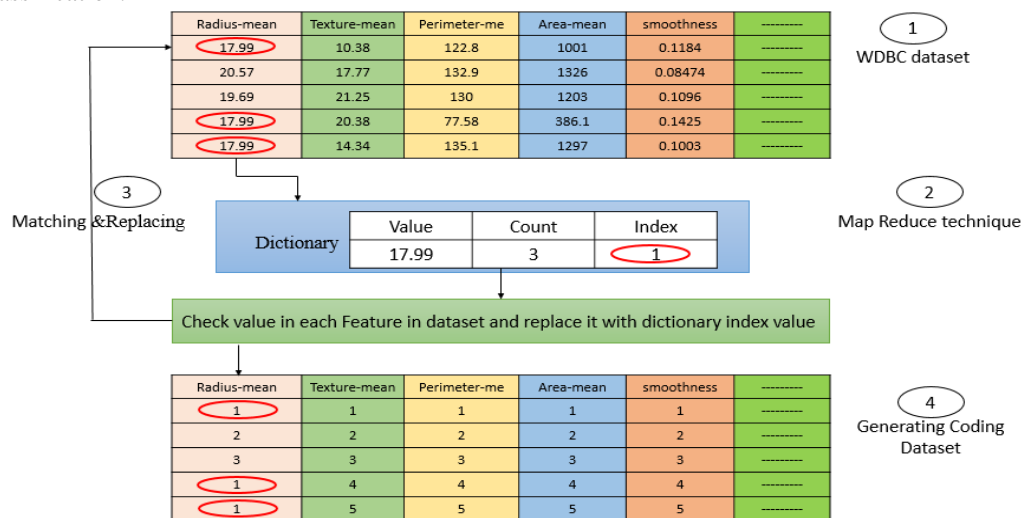 Radius-mean Texture-mean Perimeter-me Area-mean smoothness ---------
17.99 10.38 122.8 1001 0.1184 ---------
20.57 17.77 132.9 1326 0.08474 ---------
19.69 21.25 130 1203 0.1096 ---------
17.99 20.38 77.58 386.1 0.1425 ---------
17.99 14.34 135.1 1297 0.1003 ---------
1
WDBC dataset
3
Matching &Replacing
Dictionary
Value Count Index
17.99 3 1
2
Map Reduce technique
Check value in each Feature in dataset and replace it with dictionary index value
Radius-mean Texture-mean Perimeter-me Area-mean smoothness ---------
1 1 1 1 1 ---------
2 2 2 2 2 ---------
3 3 3 3 3 ---------
1 4 4 4 4 ---------
1 5 5 5 5 ---------
4
Generating Coding
Dataset